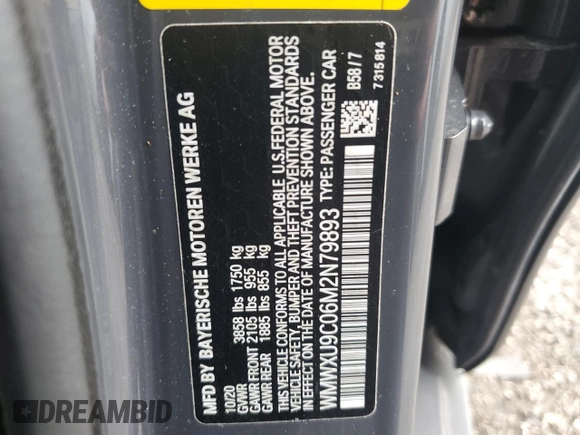 MFD BY BAYERISCHE MOTOREN WERKE AG
10/20
GVWR 3858 lbs 1750 kg
GAWR FRONT 2105 lbs 955 kg
GAWR REAR 1885 lbs 855 kg
THIS VEHICLE CONFORMS TO ALL APPLICABLE U.S.FEDERAL MOTOR
VEHICLE SAFETY, BUMPER AND THEFT PREVENTION STANDARDS
IN EFFECT ON THE DATE OF MANUFACTURE SHOWN ABOVE.
WMWXU9C06M2N79893 TYPE: PASSENGER CAR
B58 / 7
7 315 814
DREAMBID